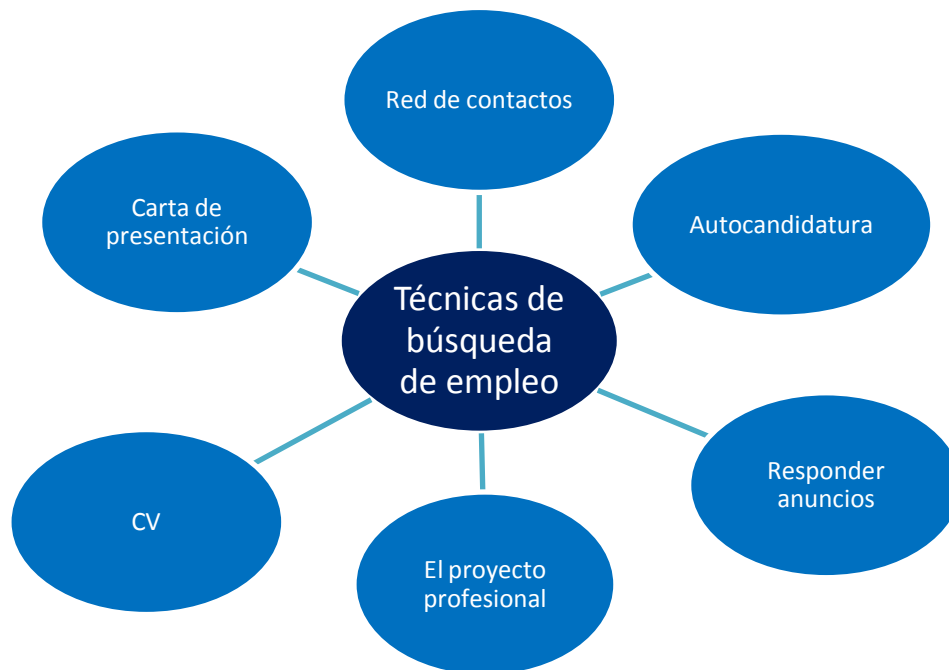 Red de contactos
Carta de
presentación
Autocandidatura
Técnicas de
búsqueda
de empleo
Responder
anuncios
CV
El proyecto
profesional